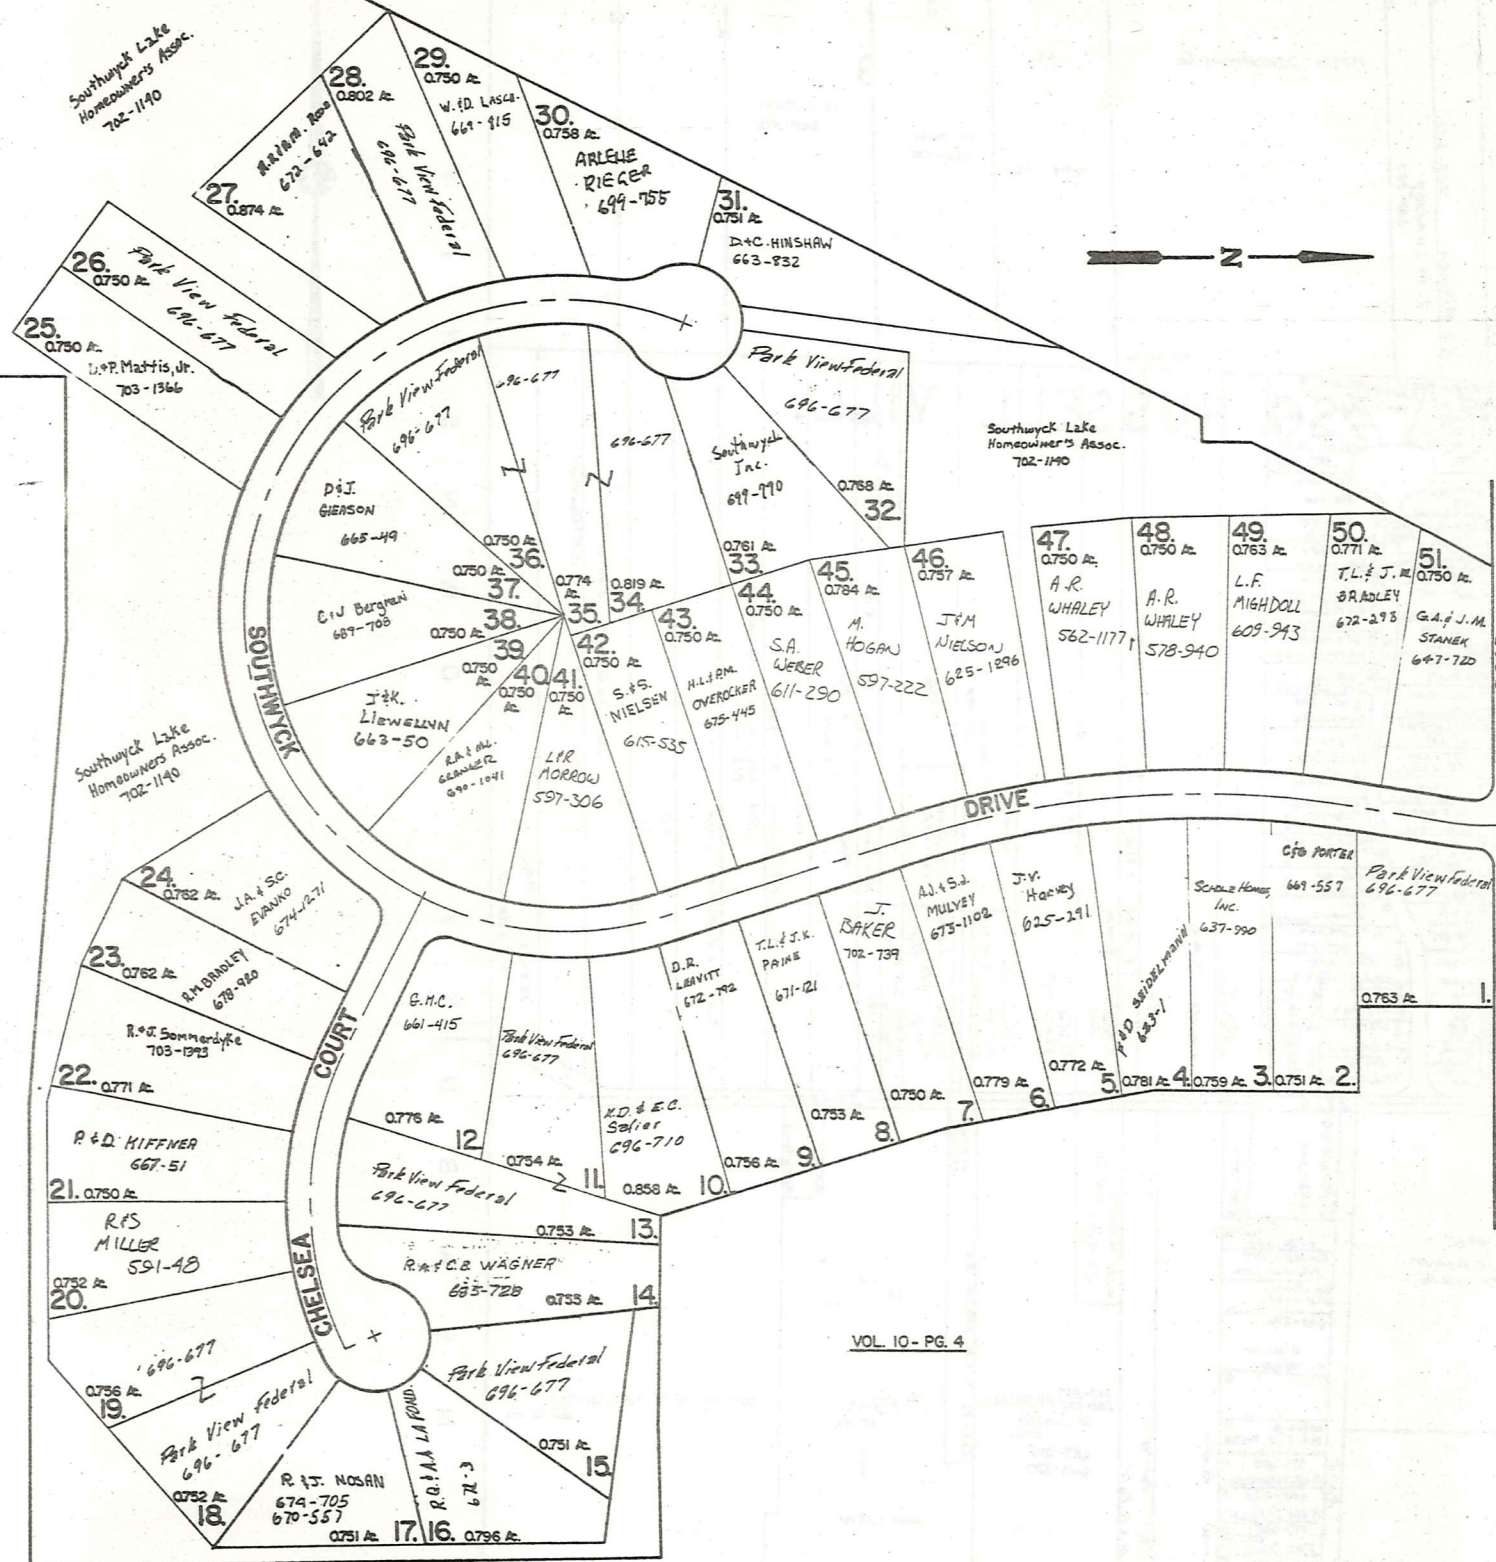 Southwyck Lake
Homeowner's Assoc.
702-1140
29.
0.750 Ac.
W. & D.
28.
0.802 Ac.
Park View Federal
696-677
30.
0.758 Ac.
RIEGER
699-755
27.
0.874 Ac.
672-642
31.
0.751 Ac.
D.+C. HINSHAW
663-832
N
26.
0.750 Ac.
Park View Federal
696-677
25.
0.750 Ac.
D.+P. Mattis, Jr.
703-1366
Park View Federal
696-677
696-677
696-677
Southwyck
Inc.
699-770
Park View Federal
696-677
0.768 Ac.
32.
Southwyck Lake
Homeowner's Assoc.
702-1140
D & J.
GLEASON
665-49
0.750 Ac.
36.
0.750 Ac.
37.
C & J Bergman
689-708
0.750 Ac.
38.
0.774
Ac.
35.
0.819 Ac.
34.
0.761 Ac.
33.
39.
0.750
Ac.
40.
0.750
Ac.
41.
0.750
Ac.
42.
0.750 Ac.
S. & S.
NIELSEN
615-535
43.
0.750 Ac.
OVEROCKER
675-445
44.
0.750 Ac.
S.A.
WEBER
611-290
45.
0.784 Ac.
M.
HOGAN
597-222
46.
0.757 Ac.
J & M
NIELSON
625-1296
47.
0.750 Ac.
A.R.
WHALEY
562-1177
48.
0.750 Ac.
A.R.
WHALEY
578-940
49.
0.763 Ac.
L.F.
MIGHDOLL
609-943
50.
0.771 Ac.
T.L. & J.M.
BRADLEY
672-298
51.
0.750 Ac.
G.A. & J.M.
STANEK
647-720
J & K.
LLEWELLYN
663-50
GRANGER
690-1041
L & R
MORROW
597-306
SOUTHWYCK
DRIVE
Southwyck Lake
Homeowners Assoc.
702-1140
24.
0.762 Ac.
J.A. & S.C.
EVANKO
674-1271
23.
0.762 Ac.
R.M. BRADLEY
678-920
R. & J. Sommerdyke
703-1393
22.
0.771 Ac.
COURT
G.M.C.
661-415
0.776 Ac.
12.
Park View Federal
696-677
0.754 Ac.
11.
E.C.
696-710
0.858 Ac.
10.
D.R.
LEAVITT
672-792
0.756 Ac.
9.
T.L. & J.K.
PAINE
671-121
0.753 Ac.
8.
J.
BAKER
702-739
0.750 Ac.
7.
A.J. & S.J.
MULVEY
673-1102
0.779 Ac.
6.
J.V.
Harvey
625-291
0.772 Ac.
5.
SEIDELMANN
623-1
0.781 Ac.
4.
SCHOLZ HOMES,
INC.
637-990
0.759 Ac.
3.
PORTER
669-557
0.751 Ac.
2.
Park View Federal
696-677
0.763 Ac.
1.
P. & D. KIFFNER
667-51
21.
0.750 Ac.
R & S
MILLER
591-48
0.752 Ac.
20.
CHELSEA
Park View Federal
696-677
0.753 Ac.
13.
R.A. & C.B. WAGNER
683-728
0.755 Ac.
14.
696-677
0.756 Ac.
19.
Park View Federal
696-677
0.752 Ac.
18.
R. & J. NOSAN
674-705
670-557
0.751 Ac.
17.
LA FOND
16.
0.796 Ac.
Park View Federal
696-677
0.751 Ac.
15.
VOL. 10 - PG. 4